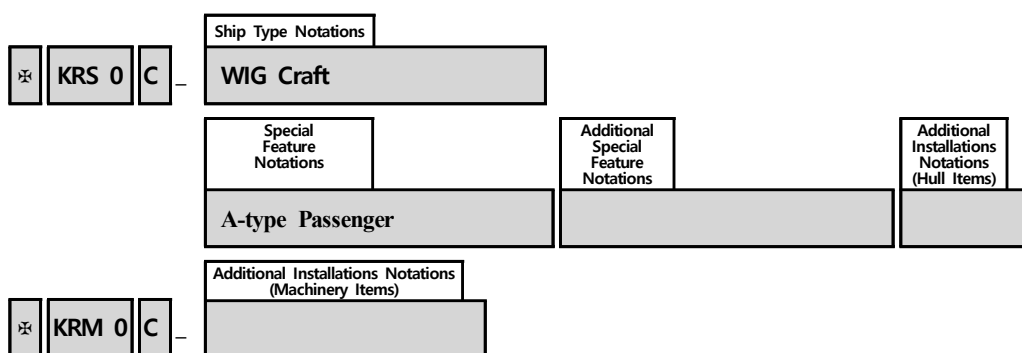 Ship Type Notations
✠ KRS 0 C _ WIG Craft
Special
Feature
Notations
Additional
Special
Feature
Notations
Additional
Installations
Notations
(Hull Items)
A-type Passenger
Additional Installations Notations
(Machinery Items)
✠ KRM 0 C _